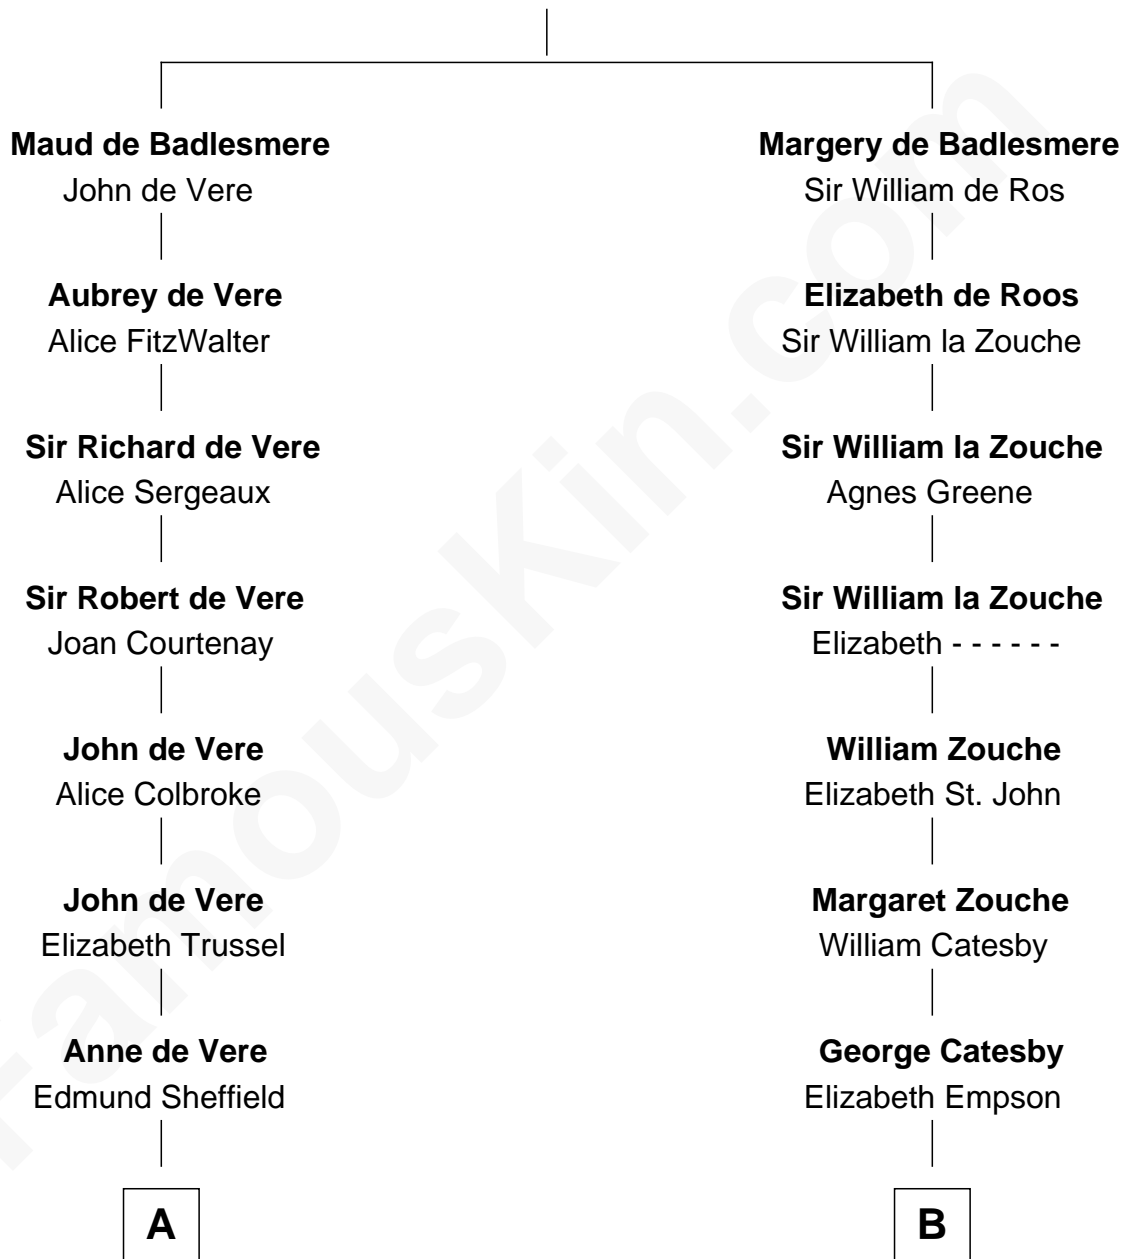 Maud de Badlesmere
John de Vere
Aubrey de Vere
Alice FitzWalter
Sir Richard de Vere
Alice Sergeaux
Sir Robert de Vere
Joan Courtenay
John de Vere
Alice Colbroke
John de Vere
Elizabeth Trussel
Anne de Vere
Edmund Sheffield
A
Margery de Badlesmere
Sir William de Ros
Elizabeth de Roos
Sir William la Zouche
Sir William la Zouche
Agnes Greene
Sir William la Zouche
Elizabeth - - - - - -
William Zouche
Elizabeth St. John
Margaret Zouche
William Catesby
George Catesby
Elizabeth Empson
B
FamousKin.com